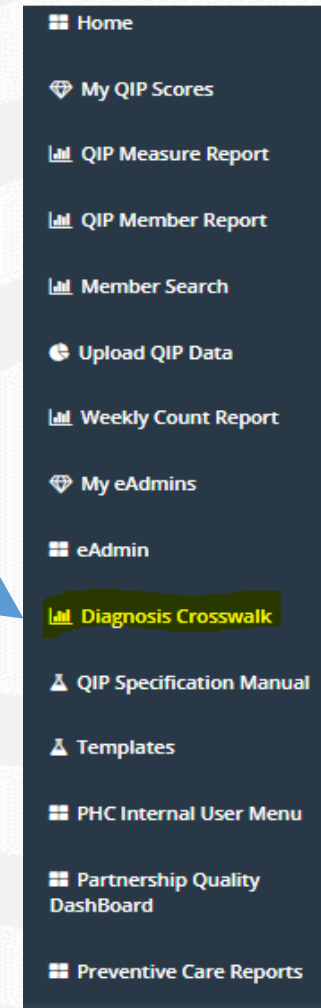 Home
My QIP Scores
QIP Measure Report
QIP Member Report
Member Search
Upload QIP Data
Weekly Count Report
My eAdmins
eAdmin
Diagnosis Crosswalk
QIP Specification Manual
Templates
PHC Internal User Menu
Partnership Quality
DashBoard
Preventive Care Reports